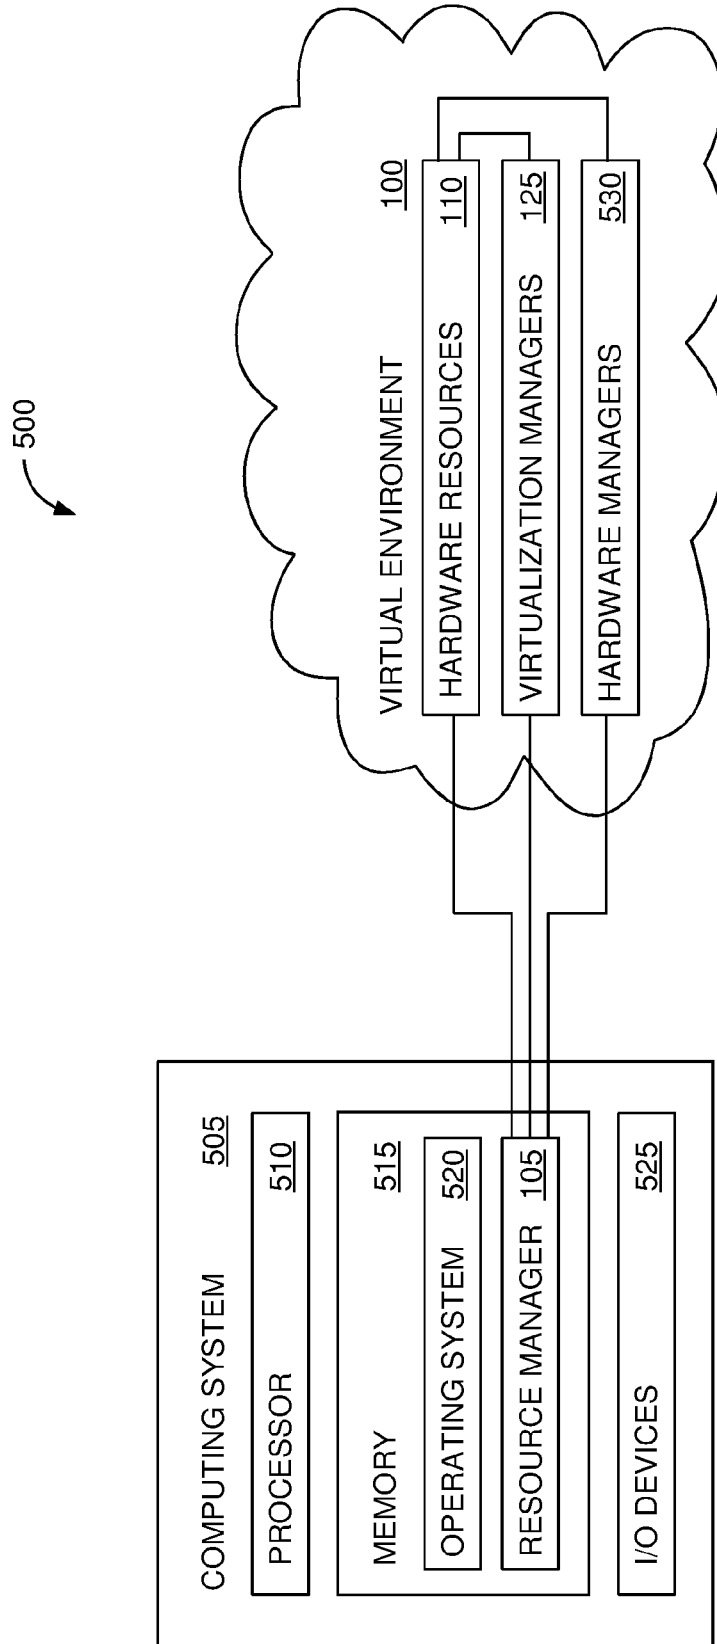 500
COMPUTING SYSTEM 505
PROCESSOR 510
MEMORY 515
OPERATING SYSTEM 520
RESOURCE MANAGER 105
I/O DEVICES 525
VIRTUAL ENVIRONMENT 100
HARDWARE RESOURCES 110
VIRTUALIZATION MANAGERS 125
HARDWARE MANAGERS 530